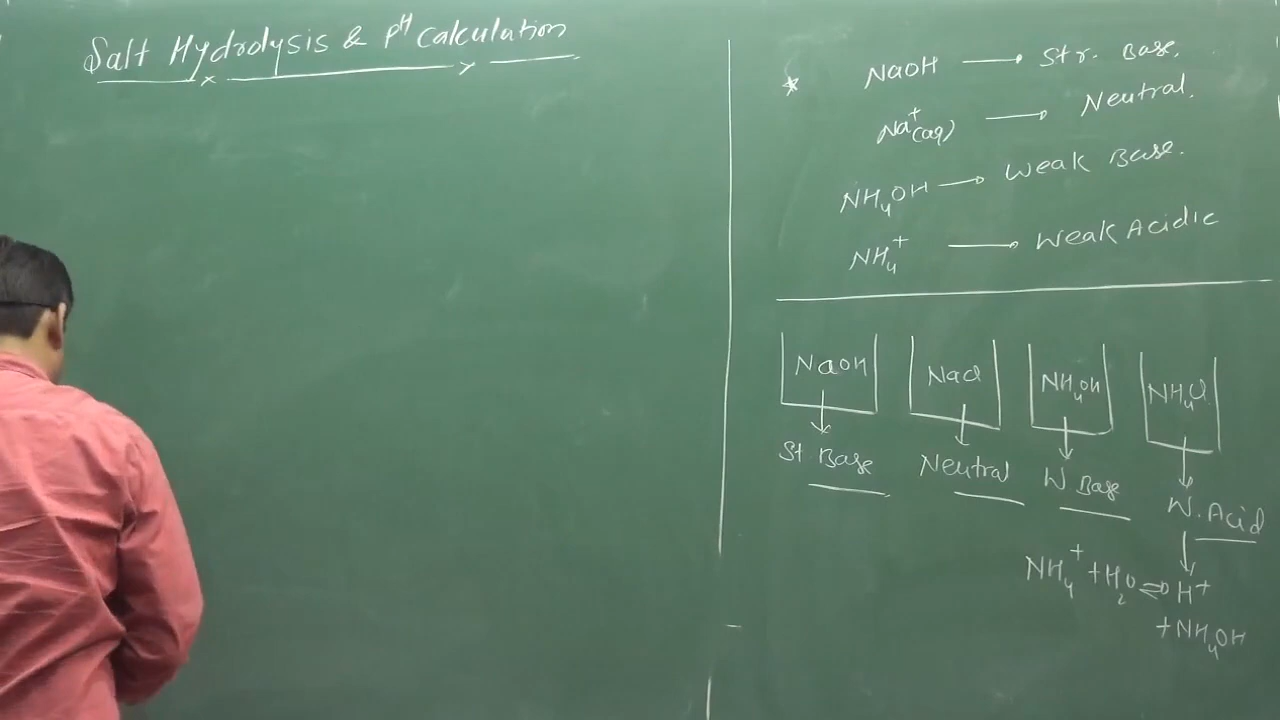 Salt Hydrolysis & pH calculation
* NaOH → Str. Base.
Na+(aq) → Neutral.
NH4OH → Weak Base.
NH4+ → Weak Acidic
NaOH NaCl NH4OH NH4Cl
↓ ↓ ↓ ↓
St. Base Neutral W Base W. Acid
↓
NH4+ + H2O ⇌ H+
+ NH4OH